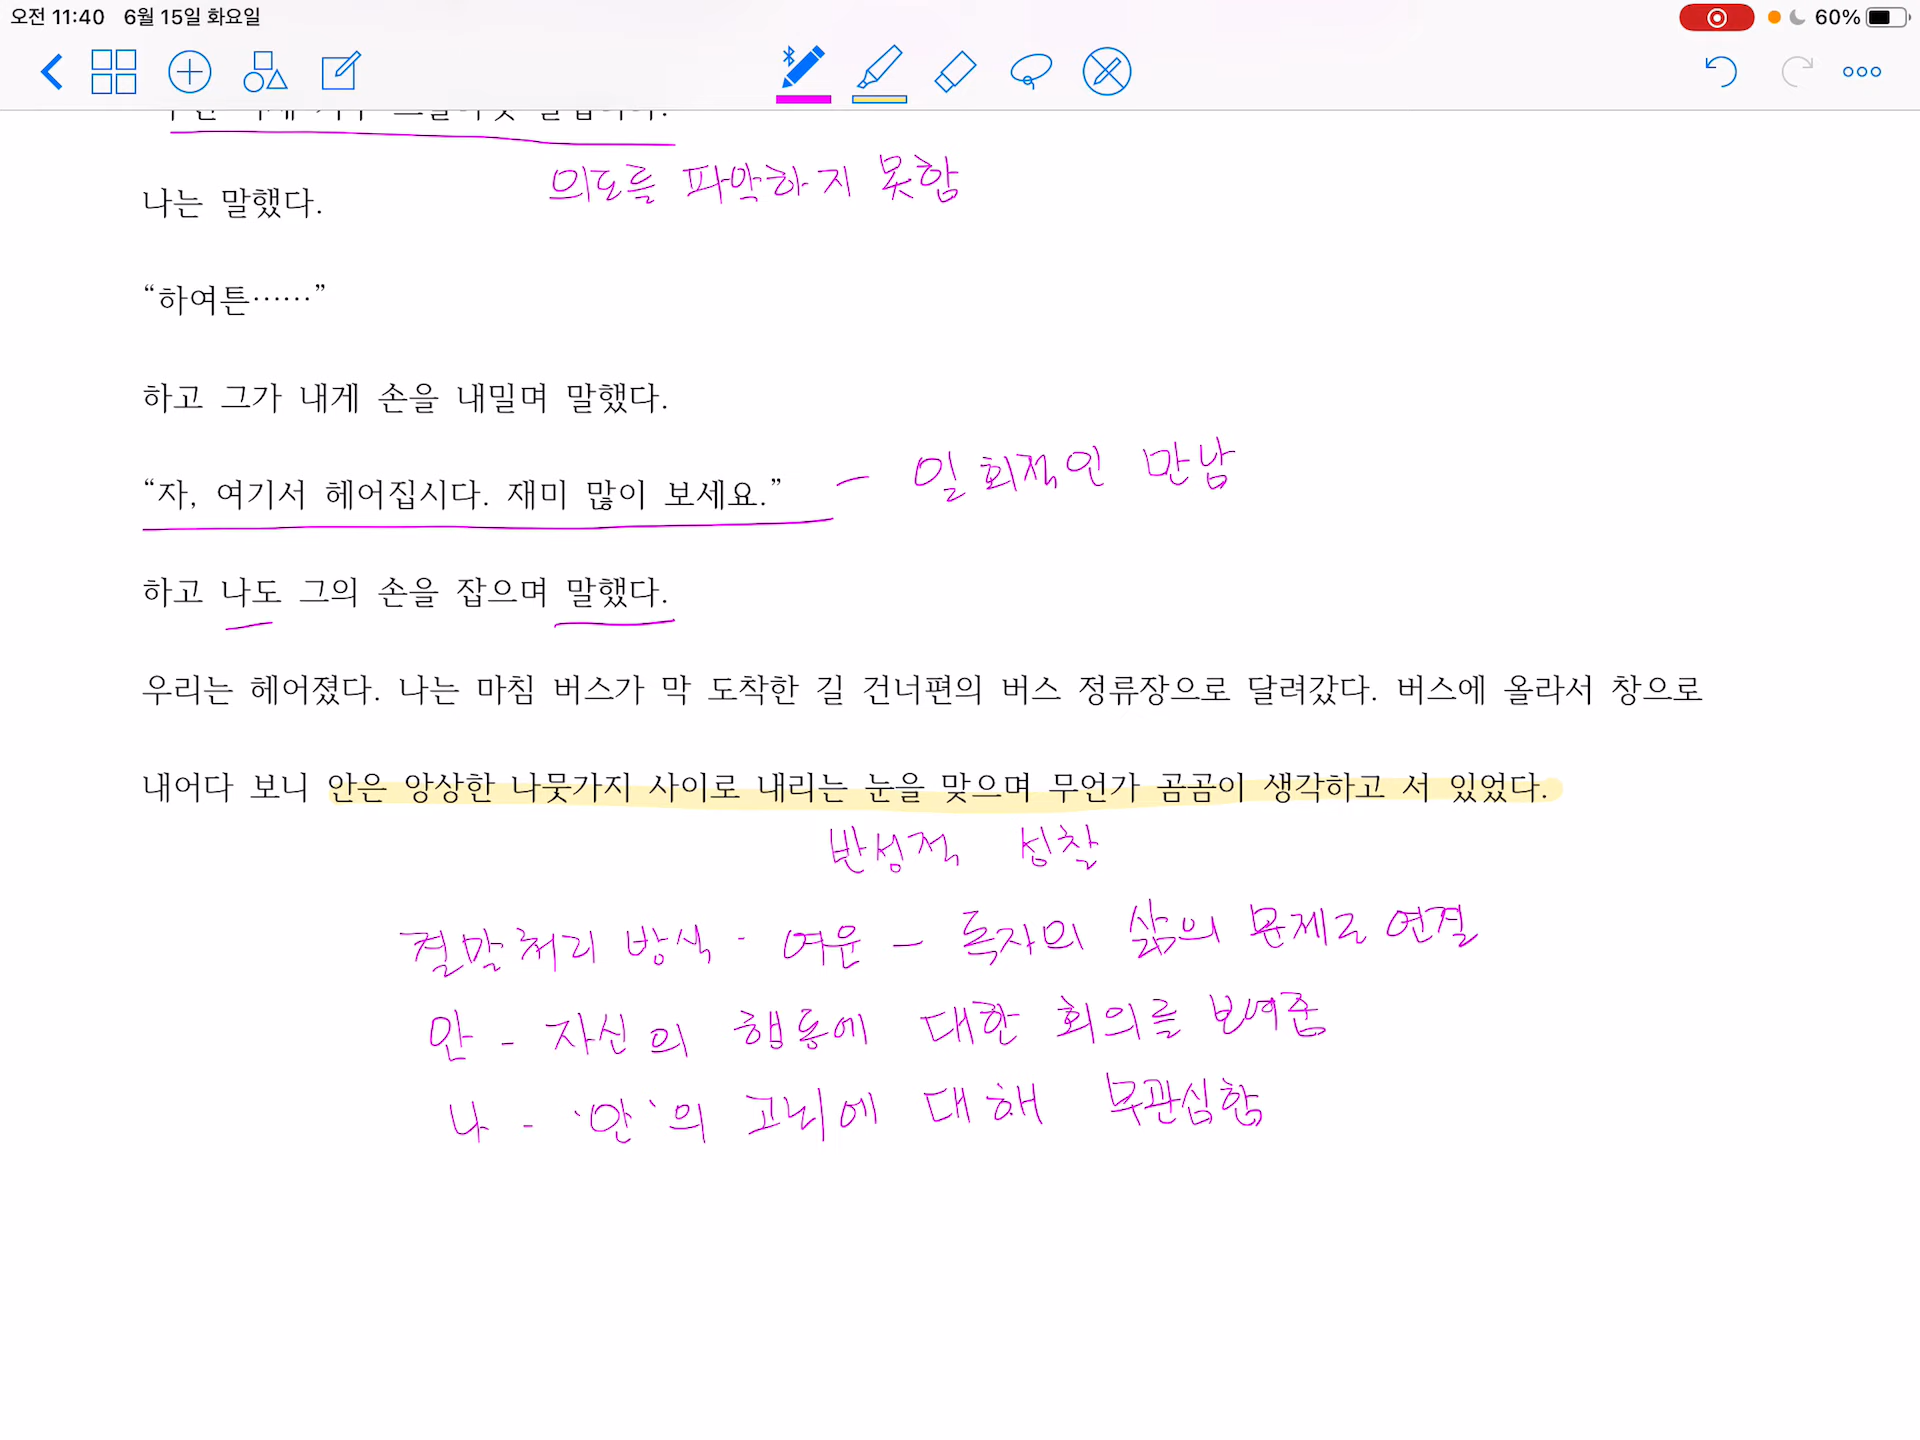 오전 11:40 6월 15일 화요일 60%
의도를 파악하지 못함
나는 말했다.
“하여튼……”
하고 그가 내게 손을 내밀며 말했다.
“자, 여기서 헤어집시다. 재미 많이 보세요.” - 일회적인 만남
하고 나도 그의 손을 잡으며 말했다.
우리는 헤어졌다. 나는 마침 버스가 막 도착한 길 건너편의 버스 정류장으로 달려갔다. 버스에 올라서 창으로
내어다 보니 안은 앙상한 나뭇가지 사이로 내리는 눈을 맞으며 무언가 곰곰이 생각하고 서 있었다.
반성적 성찰
결말 처리 방식 - 여운 - 독자의 삶의 문제로 연결
안 - 자신의 행동에 대한 회의를 보여줌
나 - '안'의 고뇌에 대해 무관심함